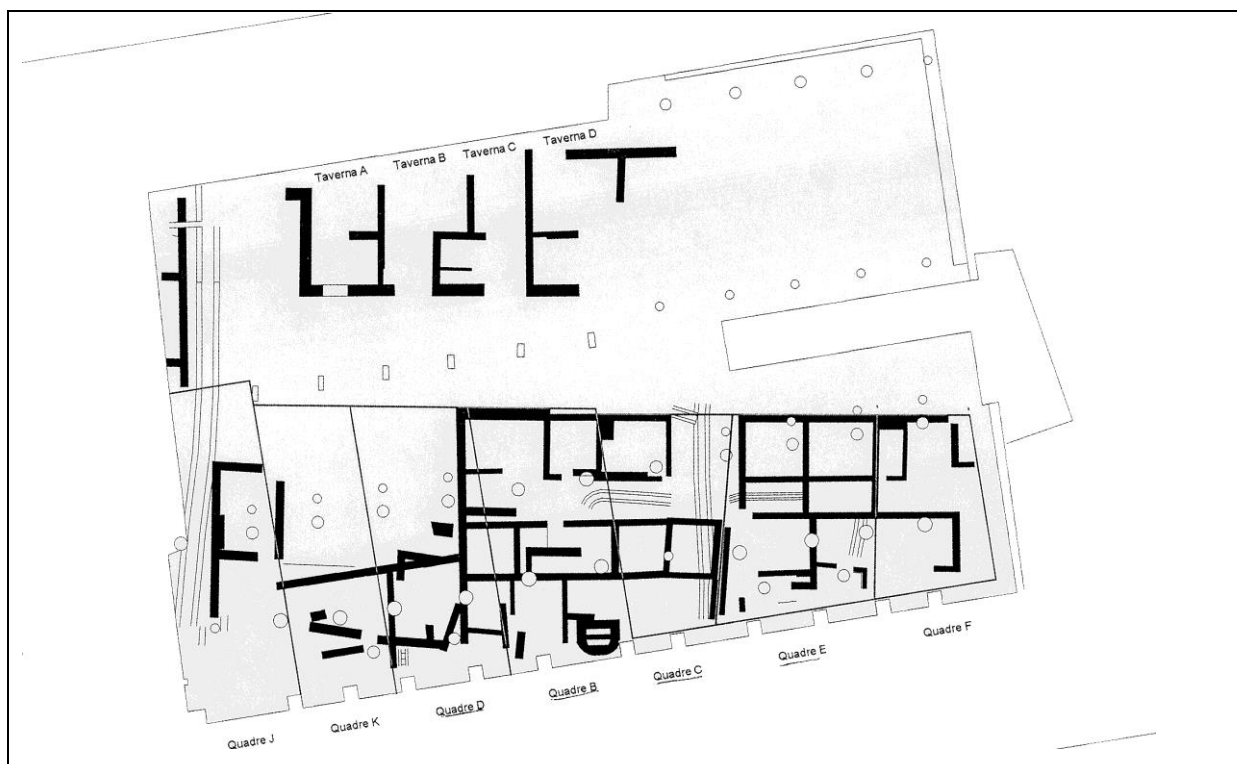 Taverna A
Taverna B
Taverna C
Taverna D
Quadre J
Quadre K
Quadre D
Quadre B
Quadre C
Quadre E
Quadre F